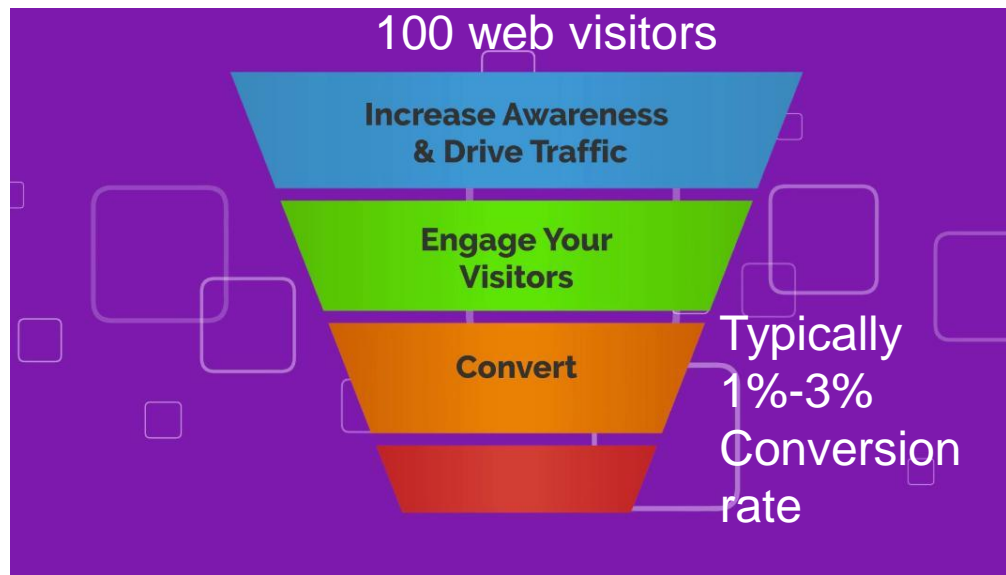 100 web visitors
Increase Awareness
& Drive Traffic
Engage Your
Visitors
Convert
Typically
1%-3%
Conversion
rate